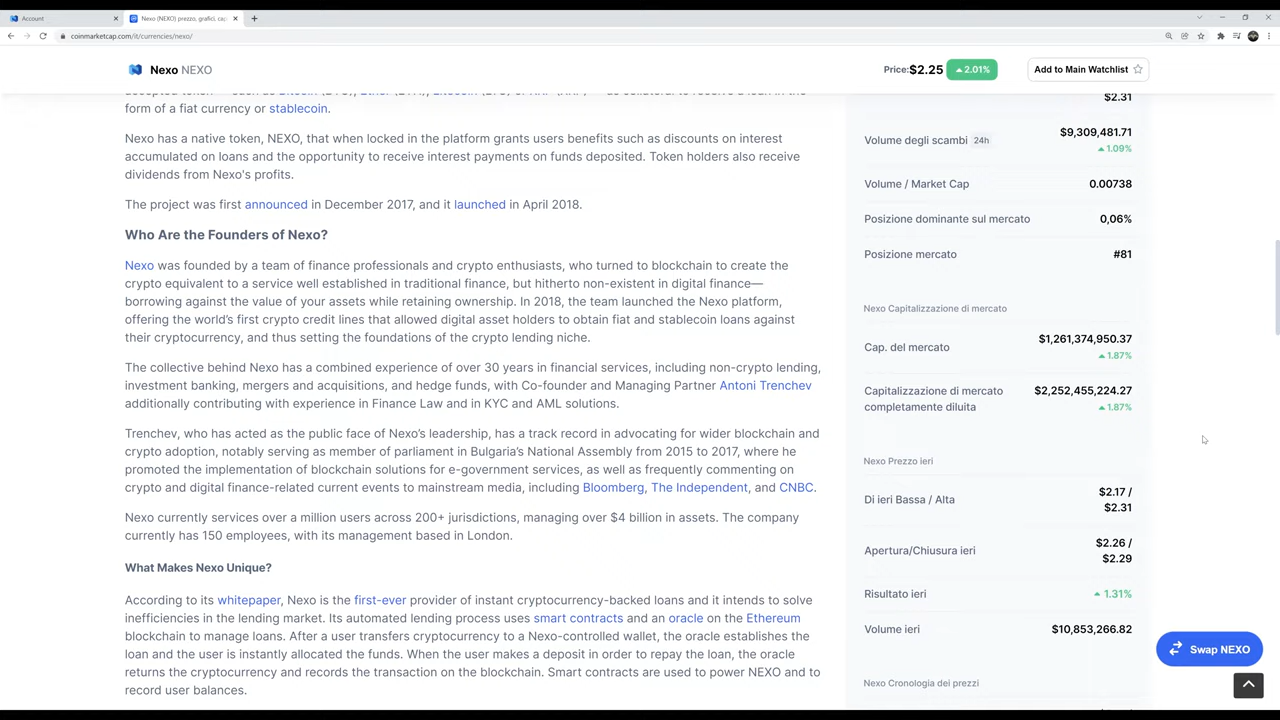 Account
Nexo (NEXO) prezzo, grafici, cap
coinmarketcap.com/it/currencies/nexo/
Nexo NEXO
Price:$2.25
2.01%
Add to Main Watchlist
form of a fiat currency or stablecoin.
Nexo has a native token, NEXO, that when locked in the platform grants users benefits such as discounts on interest
accumulated on loans and the opportunity to receive interest payments on funds deposited. Token holders also receive
dividends from Nexo's profits.
The project was first announced in December 2017, and it launched in April 2018.
Who Are the Founders of Nexo?
Nexo was founded by a team of finance professionals and crypto enthusiasts, who turned to blockchain to create the
crypto equivalent to a service well established in traditional finance, but hitherto non-existent in digital finance—
borrowing against the value of your assets while retaining ownership. In 2018, the team launched the Nexo platform,
offering the world's first crypto credit lines that allowed digital asset holders to obtain fiat and stablecoin loans against
their cryptocurrency, and thus setting the foundations of the crypto lending niche.
The collective behind Nexo has a combined experience of over 30 years in financial services, including non-crypto lending,
investment banking, mergers and acquisitions, and hedge funds, with Co-founder and Managing Partner Antoni Trenchev
additionally contributing with experience in Finance Law and in KYC and AML solutions.
Trenchev, who has acted as the public face of Nexo's leadership, has a track record in advocating for wider blockchain and
crypto adoption, notably serving as member of parliament in Bulgaria's National Assembly from 2015 to 2017, where he
promoted the implementation of blockchain solutions for e-government services, as well as frequently commenting on
crypto and digital finance-related current events to mainstream media, including Bloomberg, The Independent, and CNBC.
Nexo currently services over a million users across 200+ jurisdictions, managing over $4 billion in assets. The company
currently has 150 employees, with its management based in London.
What Makes Nexo Unique?
According to its whitepaper, Nexo is the first-ever provider of instant cryptocurrency-backed loans and it intends to solve
inefficiencies in the lending market. Its automated lending process uses smart contracts and an oracle on the Ethereum
blockchain to manage loans. After a user transfers cryptocurrency to a Nexo-controlled wallet, the oracle establishes the
loan and the user is instantly allocated the funds. When the user makes a deposit in order to repay the loan, the oracle
returns the cryptocurrency and records the transaction on the blockchain. Smart contracts are used to power NEXO and to
record user balances.
$2.31
Volume degli scambi 24h
$9,309,481.71
1.09%
Volume / Market Cap
0.00738
Posizione dominante sul mercato
0,06%
Posizione mercato
#81
Nexo Capitalizzazione di mercato
Cap. del mercato
$1,261,374,950.37
1.87%
Capitalizzazione di mercato
completamente diluita
$2,252,455,224.27
1.87%
Nexo Prezzo ieri
Di ieri Bassa / Alta
$2.17 /
$2.31
Apertura/Chiusura ieri
$2.26 /
$2.29
Risultato ieri
1.31%
Volume ieri
$10,853,266.82
Nexo Cronologia dei prezzi
Swap NEXO